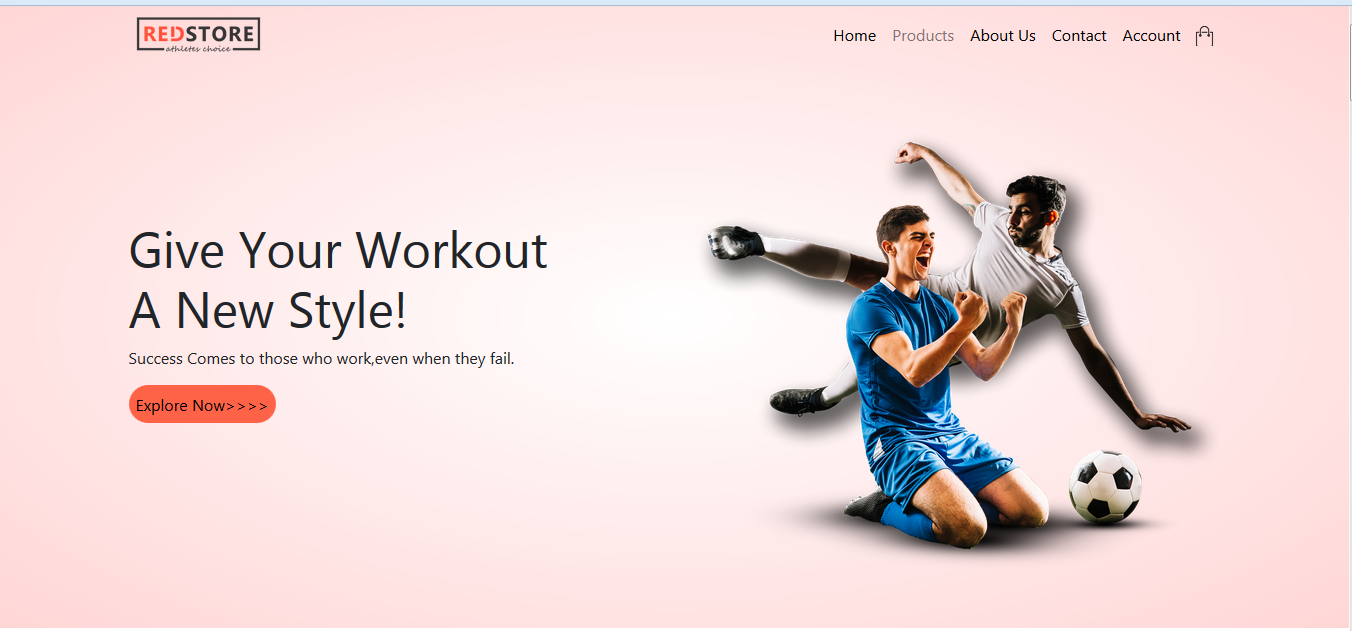 REDSTORE
athletes choice
Home Products About Us Contact Account
Give Your Workout
A New Style!
Success Comes to those who work,even when they fail.
Explore Now>>>>